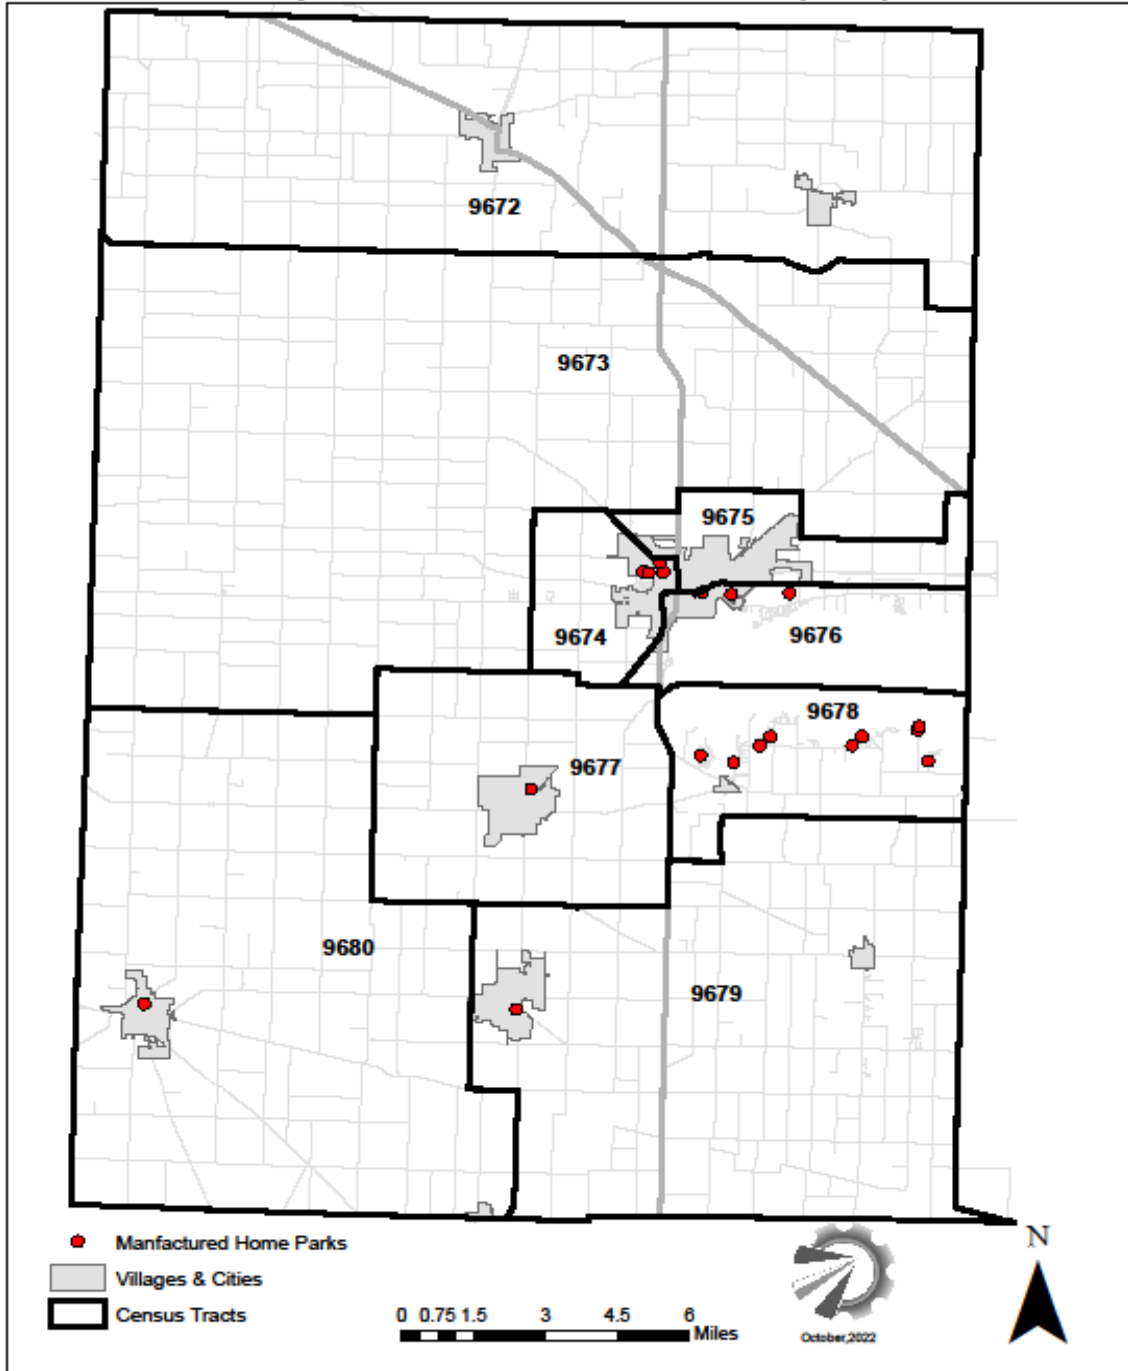 9672
9673
9675
9674
9676
9678
9677
9680
9679
N
Manfactured Home Parks
Villages & Cities
Census Tracts
0 0.75 1.5 3 4.5 6
Miles
October,2022